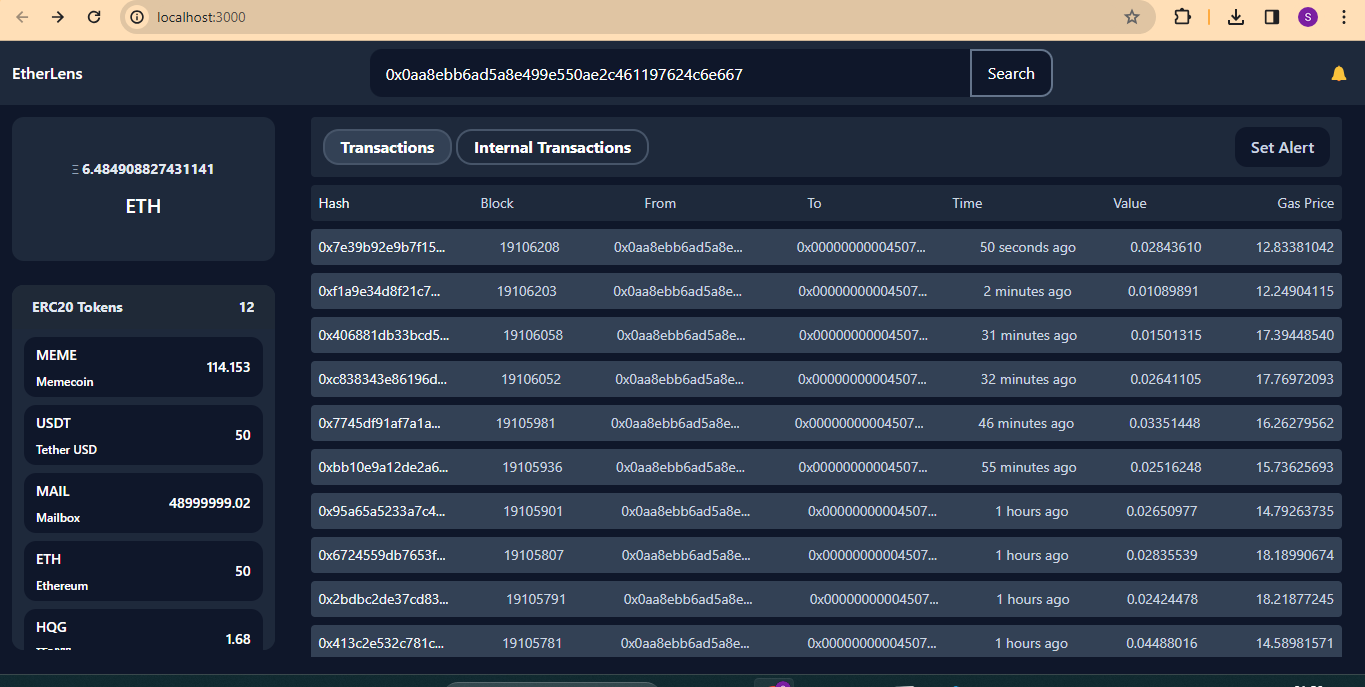 localhost:3000
S
EtherLens
0x0aa8ebb6ad5a8e499e550ae2c461197624c6e667
Search
Ξ 6.484908827431141
ETH
Transactions
Internal Transactions
Set Alert
Hash Block From To Time Value Gas Price
0x7e39b92e9b7f15... 19106208 0x0aa8ebb6ad5a8e... 0x00000000004507... 50 seconds ago 0.02843610 12.83381042
0xf1a9e34d8f21c7... 19106203 0x0aa8ebb6ad5a8e... 0x00000000004507... 2 minutes ago 0.01089891 12.24904115
0x406881db33bcd5... 19106058 0x0aa8ebb6ad5a8e... 0x00000000004507... 31 minutes ago 0.01501315 17.39448540
0xc838343e86196d... 19106052 0x0aa8ebb6ad5a8e... 0x00000000004507... 32 minutes ago 0.02641105 17.76972093
0x7745df91af7a1a... 19105981 0x0aa8ebb6ad5a8e... 0x00000000004507... 46 minutes ago 0.03351448 16.26279562
0xbb10e9a12de2a6... 19105936 0x0aa8ebb6ad5a8e... 0x00000000004507... 55 minutes ago 0.02516248 15.73625693
0x95a65a5233a7c4... 19105901 0x0aa8ebb6ad5a8e... 0x00000000004507... 1 hours ago 0.02650977 14.79263735
0x6724559db7653f... 19105807 0x0aa8ebb6ad5a8e... 0x00000000004507... 1 hours ago 0.02835539 18.18990674
0x2bdbc2de37cd83... 19105791 0x0aa8ebb6ad5a8e... 0x00000000004507... 1 hours ago 0.02424478 18.21877245
0x413c2e532c781c... 19105781 0x0aa8ebb6ad5a8e... 0x00000000004507... 1 hours ago 0.04488016 14.58981571
ERC20 Tokens 12
MEME
Memecoin
114.153
USDT
Tether USD
50
MAIL
Mailbox
48999999.02
ETH
Ethereum
50
HQG
1.68